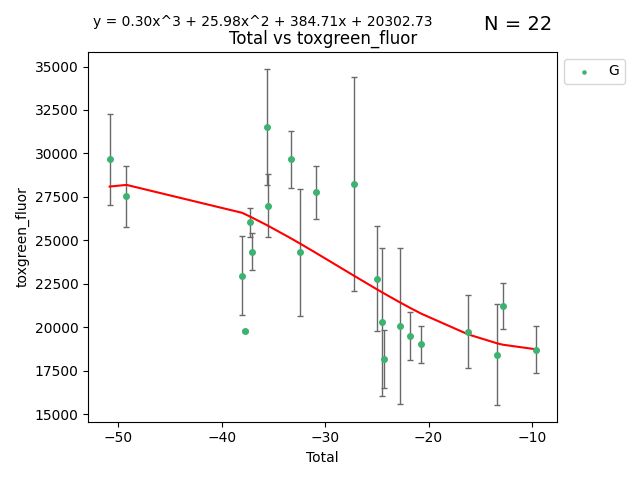 y = 0.30x^3 + 25.98x^2 + 384.71x + 20302.73
N = 22
Total vs toxgreen_fluor
G
35000
32500
30000
27500
25000
22500
20000
17500
15000
toxgreen_fluor
−50
−40
−30
−20
−10
Total